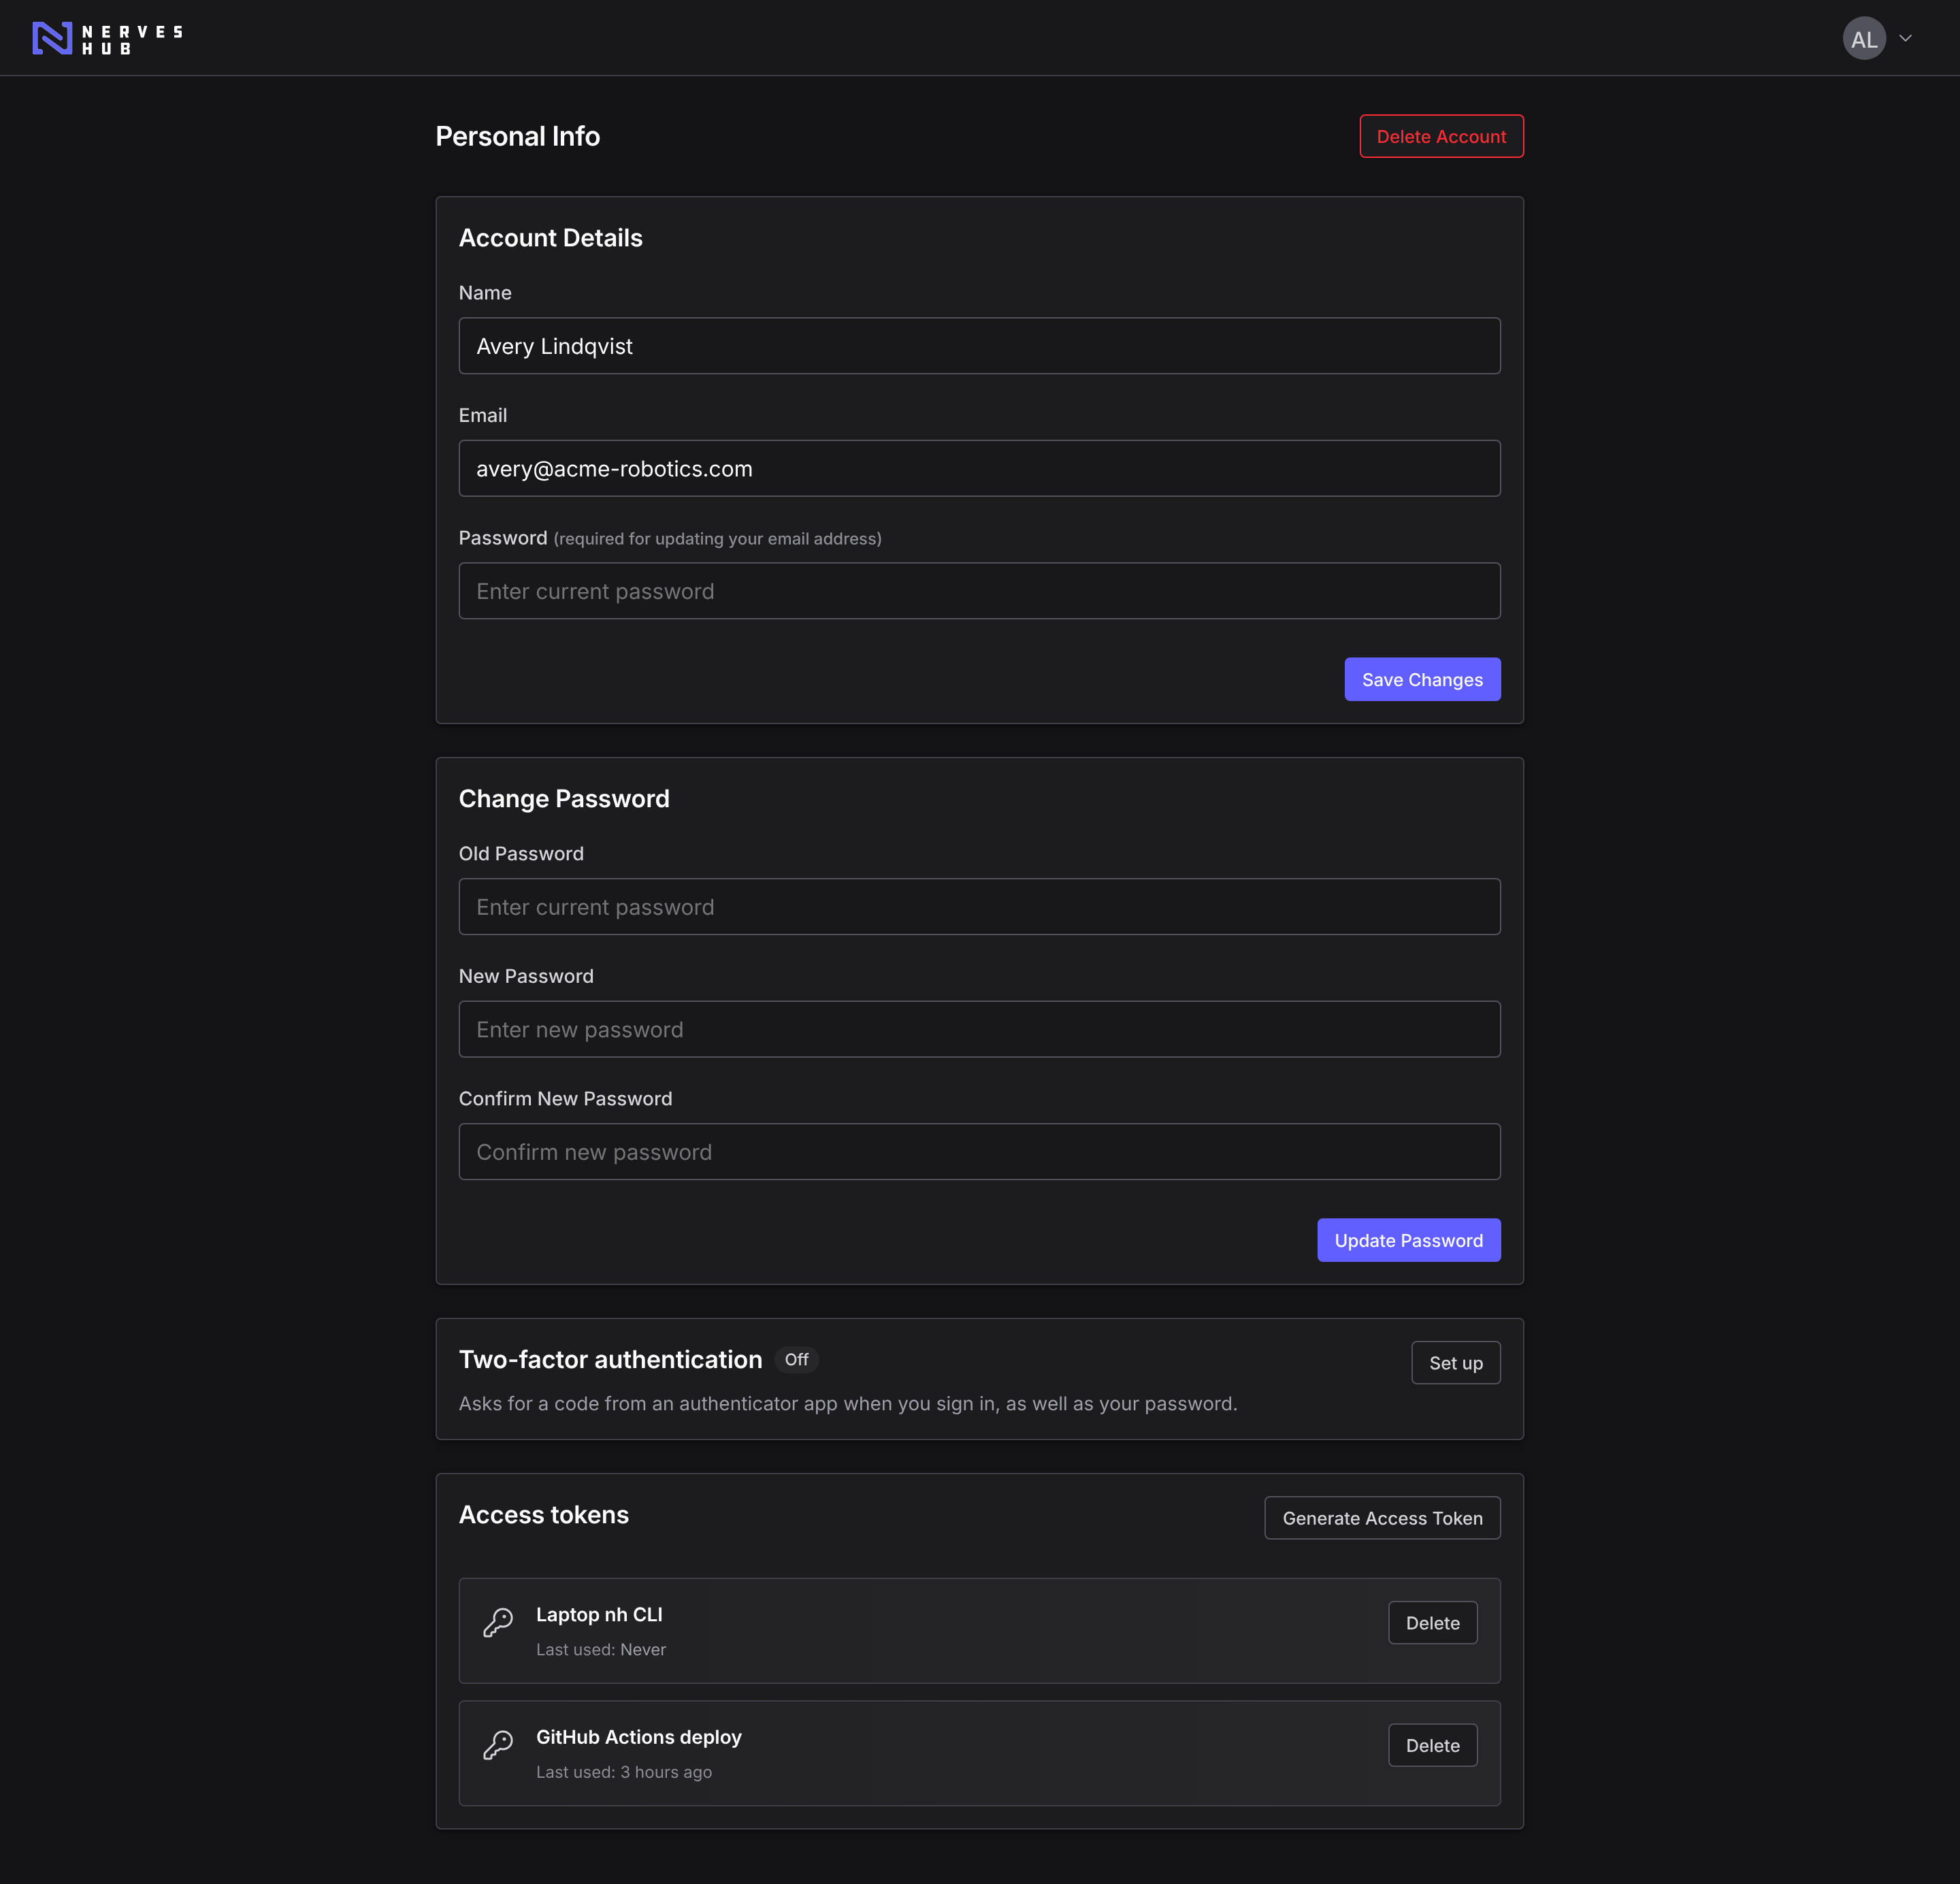 NERVES
HUB
AL
Personal Info
Delete Account
Account Details
Name
Avery Lindqvist
Email
avery@acme-robotics.com
Password (required for updating your email address)
Enter current password
Save Changes
Change Password
Old Password
Enter current password
New Password
Enter new password
Confirm New Password
Confirm new password
Update Password
Two-factor authentication Off
Set up
Asks for a code from an authenticator app when you sign in, as well as your password.
Access tokens
Generate Access Token
Laptop nh CLI
Last used: Never
Delete
GitHub Actions deploy
Last used: 3 hours ago
Delete